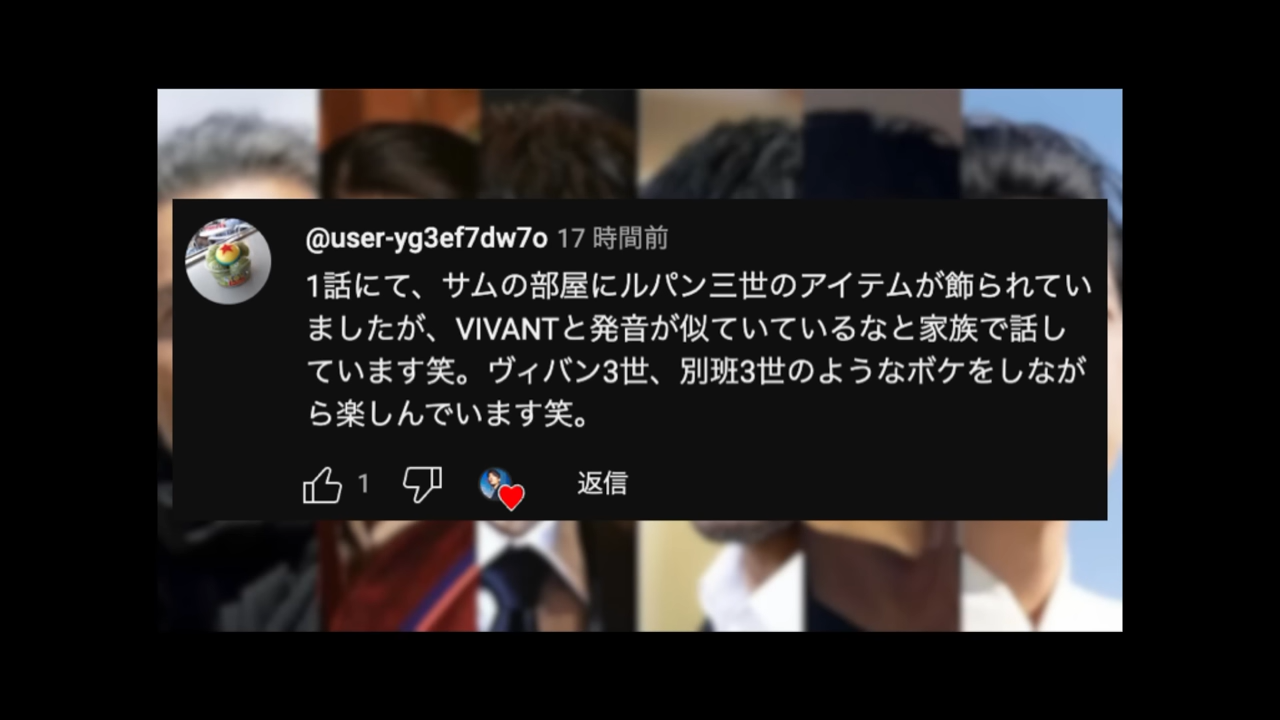 @user-yg3ef7dw7o 17 時間前
1話にて、サムの部屋にルパン三世のアイテムが飾られてい
ましたが、VIVANTと発音が似ていているなと家族で話し
ています笑。ヴィバン3世、別班3世のようなボケをしなが
ら楽しんでいます笑。
1 返信